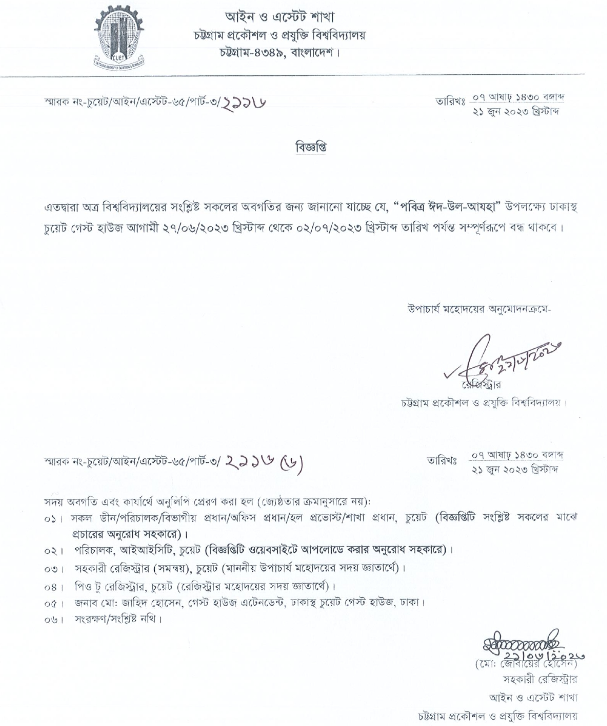 আইন ও এস্টেট শাখা
চট্টগ্রাম প্রকৌশল ও প্রযুক্তি বিশ্ববিদ্যালয়
চট্টগ্রাম-৪৩৪৯, বাংলাদেশ।
স্মারক নং-চুয়েট/আইন/এস্টেট-৬৫/পার্ট-৩/২১১৬
তারিখঃ ০৭ আষাঢ় ১৪৩০ বঙ্গাব্দ
২১ জুন ২০২৩ খ্রিস্টাব্দ
বিজ্ঞপ্তি
এতদ্বারা অত্র বিশ্ববিদ্যালয়ের সংশ্লিষ্ট সকলের অবগতির জন্য জানানো যাচ্ছে যে, “পবিত্র ঈদ-উল-আযহা” উপলক্ষ্যে ঢাকাস্থ
চুয়েট গেস্ট হাউজ আগামী ২৭/০৬/২০২৩ খ্রিস্টাব্দ থেকে ০২/০৭/২০২৩ খ্রিস্টাব্দ তারিখ পর্যন্ত সম্পূর্ণরূপে বন্ধ থাকবে।
উপাচার্য মহোদয়ের অনুমোদনক্রমে-
রেজিস্ট্রার
চট্টগ্রাম প্রকৌশল ও প্রযুক্তি বিশ্ববিদ্যালয়।
স্মারক নং-চুয়েট/আইন/এস্টেট-৬৫/পার্ট-৩/ ২১১৬ (৬)
তারিখঃ ০৭ আষাঢ় ১৪৩০ বঙ্গাব্দ
২১ জুন ২০২৩ খ্রিস্টাব্দ
সদয় অবগতি এবং কার্যার্থে অনুলিপি প্রেরণ করা হল (জ্যেষ্ঠতার ক্রমানুসারে নয়):
০১। সকল ডীন/পরিচালক/বিভাগীয় প্রধান/অফিস প্রধান/হল প্রভোস্ট/শাখা প্রধান, চুয়েট (বিজ্ঞপ্তিটি সংশ্লিষ্ট সকলের মাঝে
প্রচারের অনুরোধ সহকারে)।
০২। পরিচালক, আইআইসিটি, চুয়েট (বিজ্ঞপ্তিটি ওয়েবসাইটে আপলোডে করার অনুরোধ সহকারে)।
০৩। সহকারী রেজিস্ট্রার (সমন্বয়), চুয়েট (মাননীয় উপাচার্য মহোদয়ের সদয় জ্ঞাতার্থে)।
০৪। পিএ টু রেজিস্ট্রার, চুয়েট (রেজিস্ট্রার মহোদয়ের সদয় জ্ঞাতার্থে)।
০৫। জনাব মো: জাহিদ হোসেন, গেস্ট হাউজ এটেনডেন্ট, ঢাকাস্থ চুয়েট গেস্ট হাউজ, ঢাকা।
০৬। সংরক্ষণ/সংশ্লিষ্ট নথি।
(মো: জোবায়ের হোসেন)
সহকারী রেজিস্ট্রার
আইন ও এস্টেট শাখা
চট্টগ্রাম প্রকৌশল ও প্রযুক্তি বিশ্ববিদ্যালয়